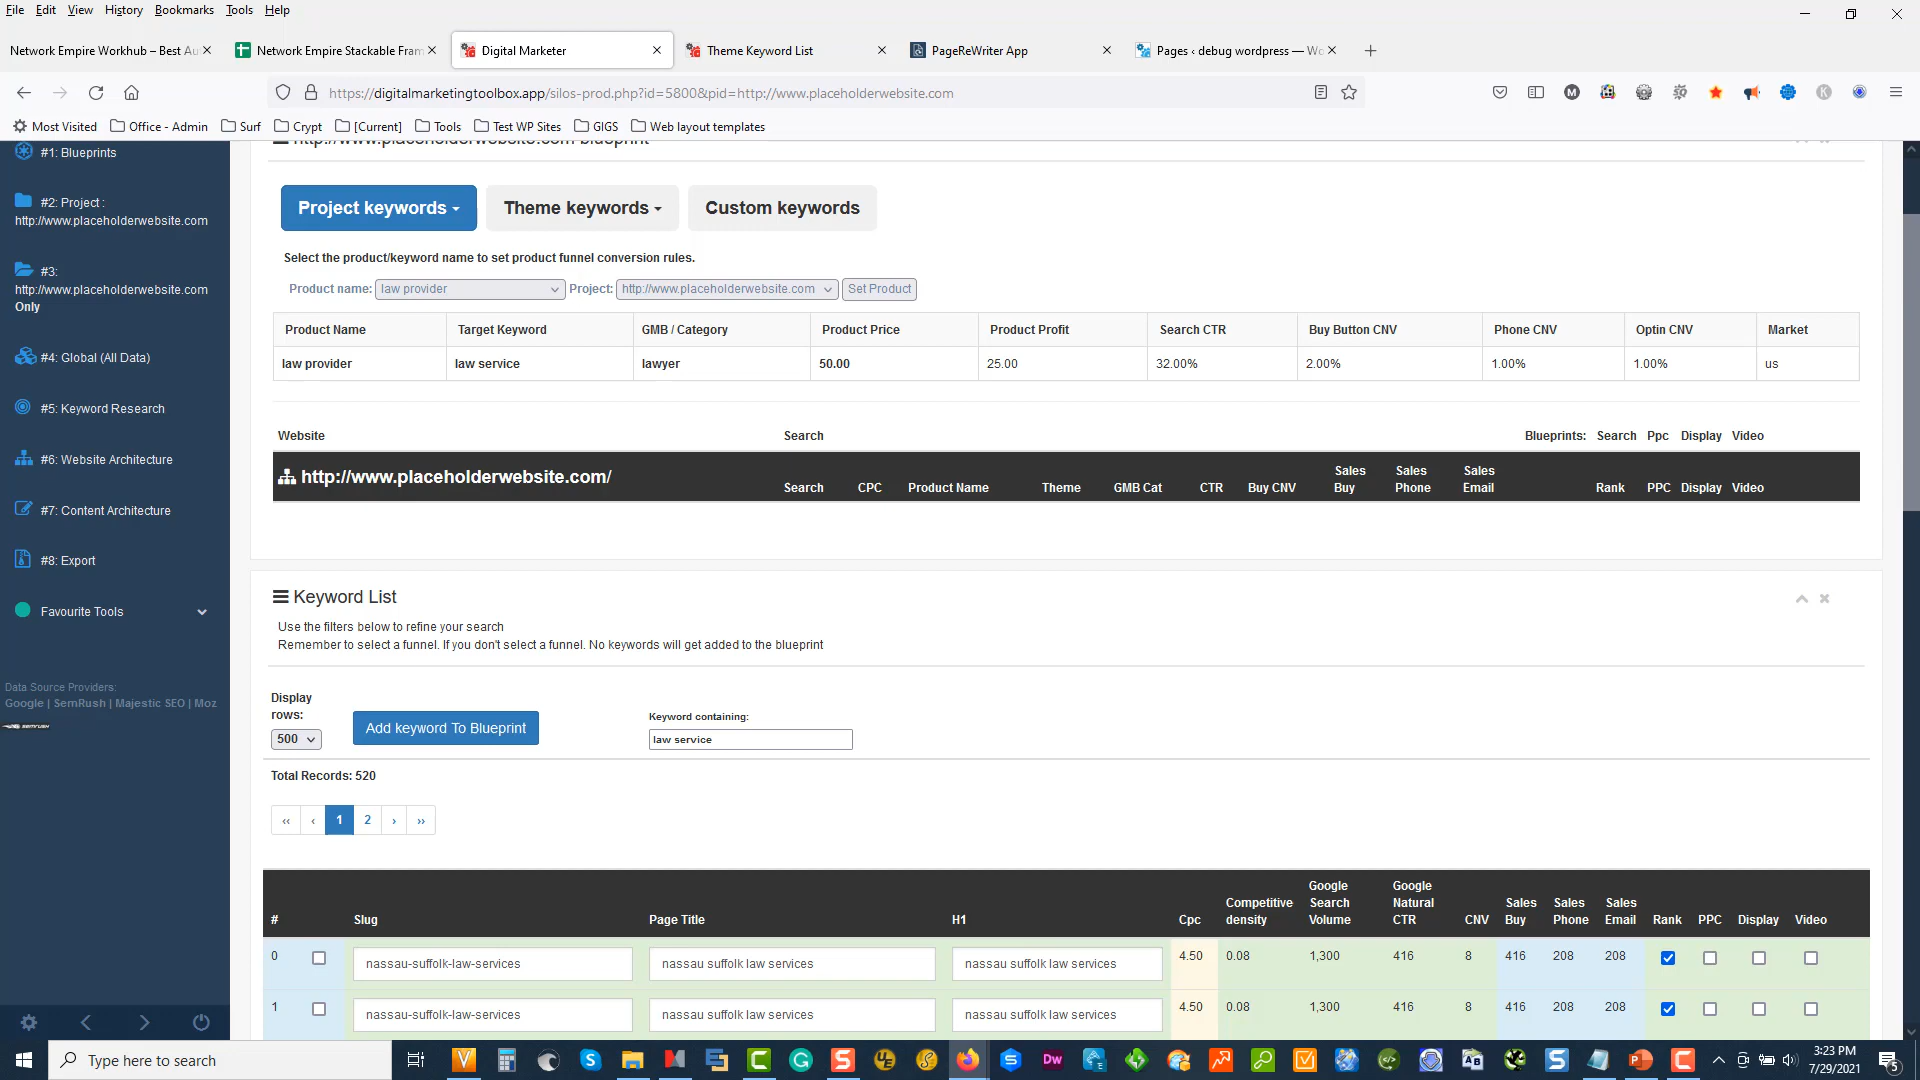 File Edit View History Bookmarks Tools Help
Network Empire Workhub – Best Au
Network Empire Stackable Fram
Digital Marketer
Theme Keyword List
PageReWriter App
Pages ‹ debug wordpress — Wo
https://digitalmarketingtoolbox.app/silos-prod.php?id=5800&pid=http://www.placeholderwebsite.com
Most Visited Office - Admin Surf Crypt [Current] Tools Test WP Sites GIGS Web layout templates
#1: Blueprints
#2: Project :
http://www.placeholderwebsite.com
#3:
http://www.placeholderwebsite.com
Only
#4: Global (All Data)
#5: Keyword Research
#6: Website Architecture
#7: Content Architecture
#8: Export
Favourite Tools
Data Source Providers:
Google | SemRush | Majestic SEO | Moz
SEMRUSH
http://www.placeholderwebsite.com blueprint
Project keywords Theme keywords Custom keywords
Select the product/keyword name to set product funnel conversion rules.
Product name: law provider Project: http://www.placeholderwebsite.com Set Product
Product Name Target Keyword GMB / Category Product Price Product Profit Search CTR Buy Button CNV Phone CNV Optin CNV Market
law provider law service lawyer 50.00 25.00 32.00% 2.00% 1.00% 1.00% us
Website Search Blueprints: Search Ppc Display Video
http://www.placeholderwebsite.com/ Search CPC Product Name Theme GMB Cat CTR Buy CNV Sales Buy Sales Phone Sales Email Rank PPC Display Video
Keyword List
Use the filters below to refine your search
Remember to select a funnel. If you don't select a funnel. No keywords will get added to the blueprint
Display
rows:
500
Add keyword To Blueprint
Keyword containing:
law service
Total Records: 520
‹‹ ‹ 1 2 › ››
# Slug Page Title H1 Cpc Competitive density Google Search Volume Google Natural CTR CNV Sales Buy Sales Phone Sales Email Rank PPC Display Video
0 nassau-suffolk-law-services nassau suffolk law services nassau suffolk law services 4.50 0.08 1,300 416 8 416 208 208
1 nassau-suffolk-law-services nassau suffolk law services nassau suffolk law services 4.50 0.08 1,300 416 8 416 208 208
Type here to search
3:23 PM
7/29/2021
5